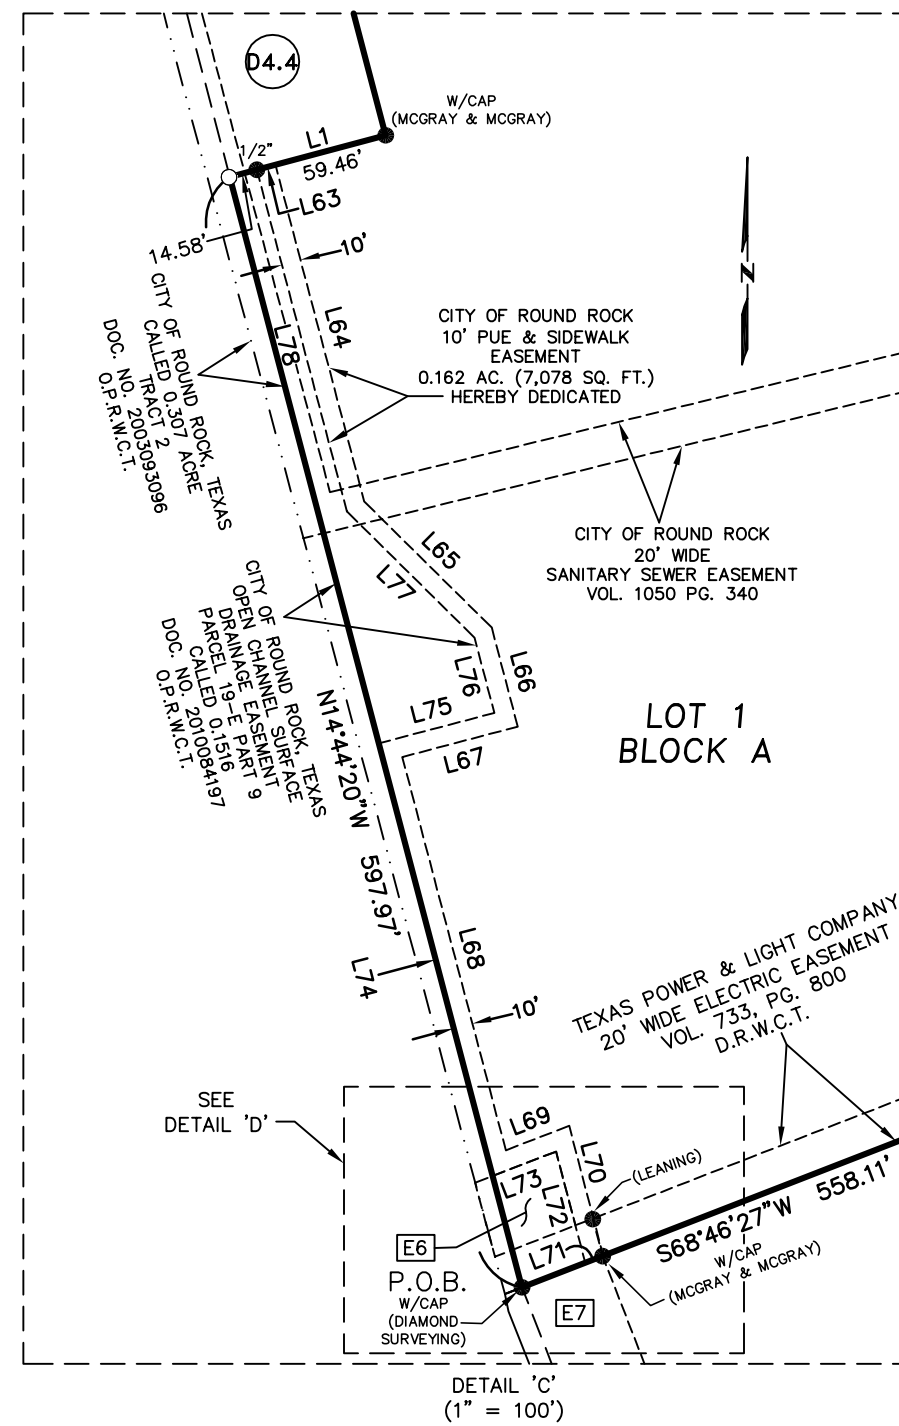 D4.4
W/CAP
(MCGRAY & MCGRAY)
L1
1/2"
59.46'
L63
14.58'
10'
N
CITY OF ROUND ROCK, TEXAS
CALLED 0.307 ACRE
TRACT 2
DOC. NO. 2003093096
O.P.R.W.C.T.
L78
L64
CITY OF ROUND ROCK
10' PUE & SIDEWALK
EASEMENT
0.162 AC. (7,078 SQ. FT.)
HEREBY DEDICATED
L65
L77
CITY OF ROUND ROCK
20' WIDE
SANITARY SEWER EASEMENT
VOL. 1050 PG. 340
CITY OF ROUND ROCK, TEXAS
OPEN CHANNEL SURFACE
DRAINAGE EASEMENT
PARCEL 19-E PART 9
CALLED 0.1516
DOC. NO. 2010084197
O.P.R.W.C.T.
L76
L66
L75
L67
LOT 1
BLOCK A
N14°44'20"W 597.97'
L68
L74
10'
TEXAS POWER & LIGHT COMPANY
20' WIDE ELECTRIC EASEMENT
VOL. 733, PG. 800
D.R.W.C.T.
SEE
DETAIL 'D'
L69
L70
(LEANING)
L73
L72
L71
S68°46'27"W 558.11'
W/CAP
(MCGRAY & MCGRAY)
E6
P.O.B.
W/CAP
(DIAMOND
SURVEYING)
E7
DETAIL 'C'
(1" = 100')